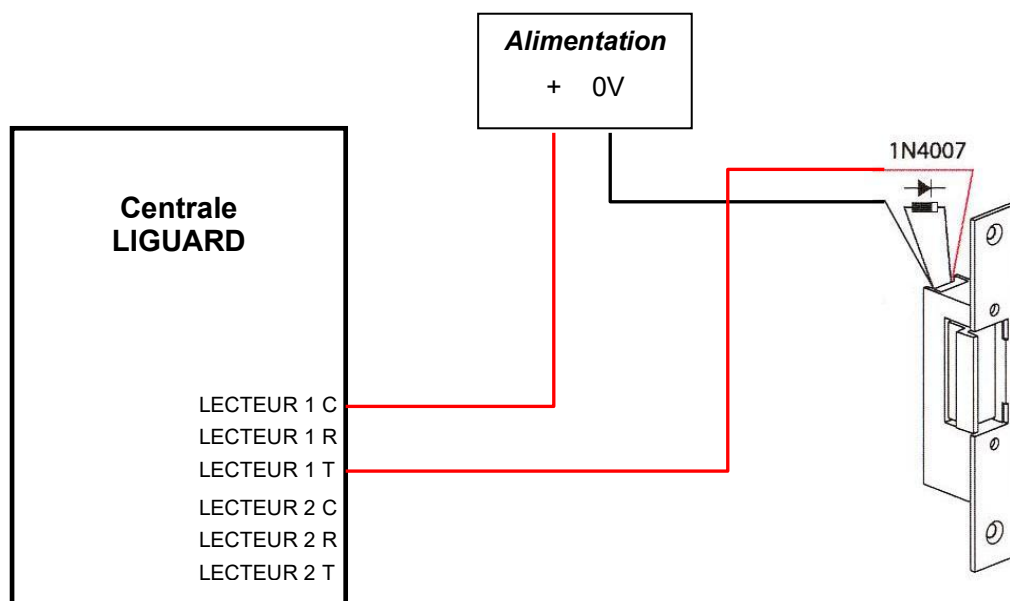 Alimentation
+ 0V
1N4007
Centrale
LIGUARD
LECTEUR 1 C
LECTEUR 1 R
LECTEUR 1 T
LECTEUR 2 C
LECTEUR 2 R
LECTEUR 2 T